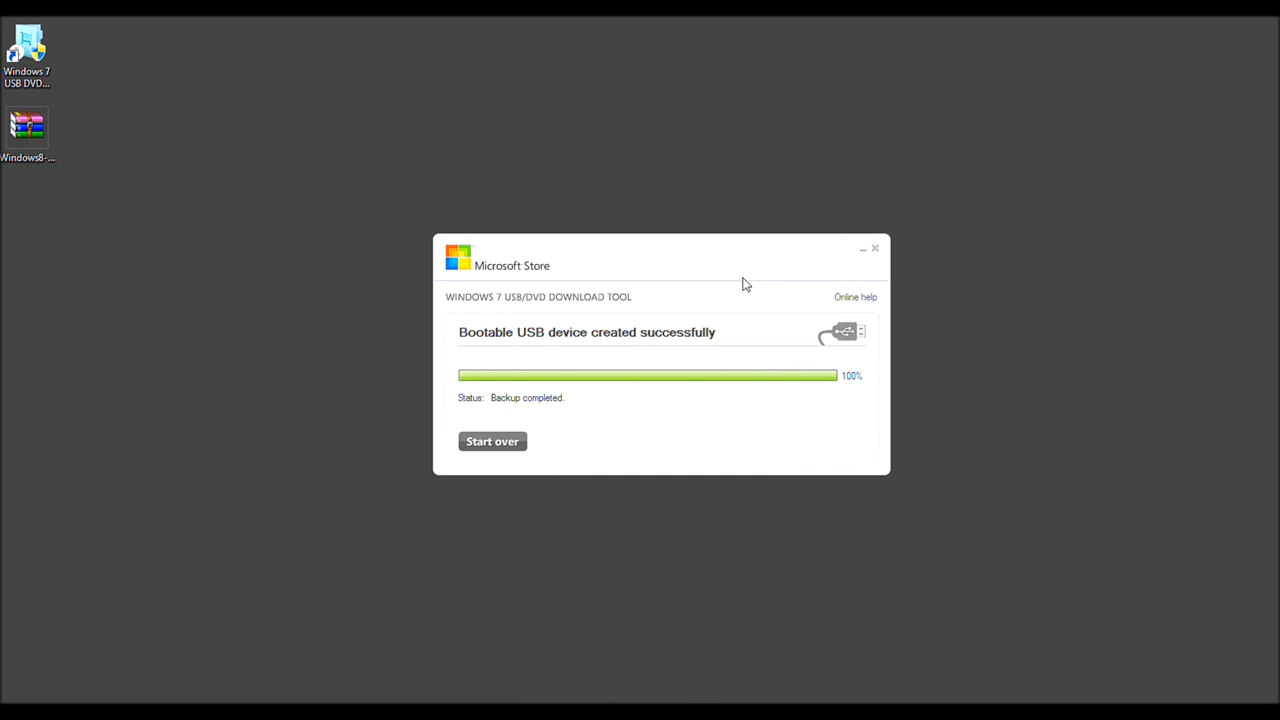 Windows 7
USB DVD...
Windows8-...
Microsoft Store
WINDOWS 7 USB/DVD DOWNLOAD TOOL
Online help
Bootable USB device created successfully
100%
Status: Backup completed.
Start over